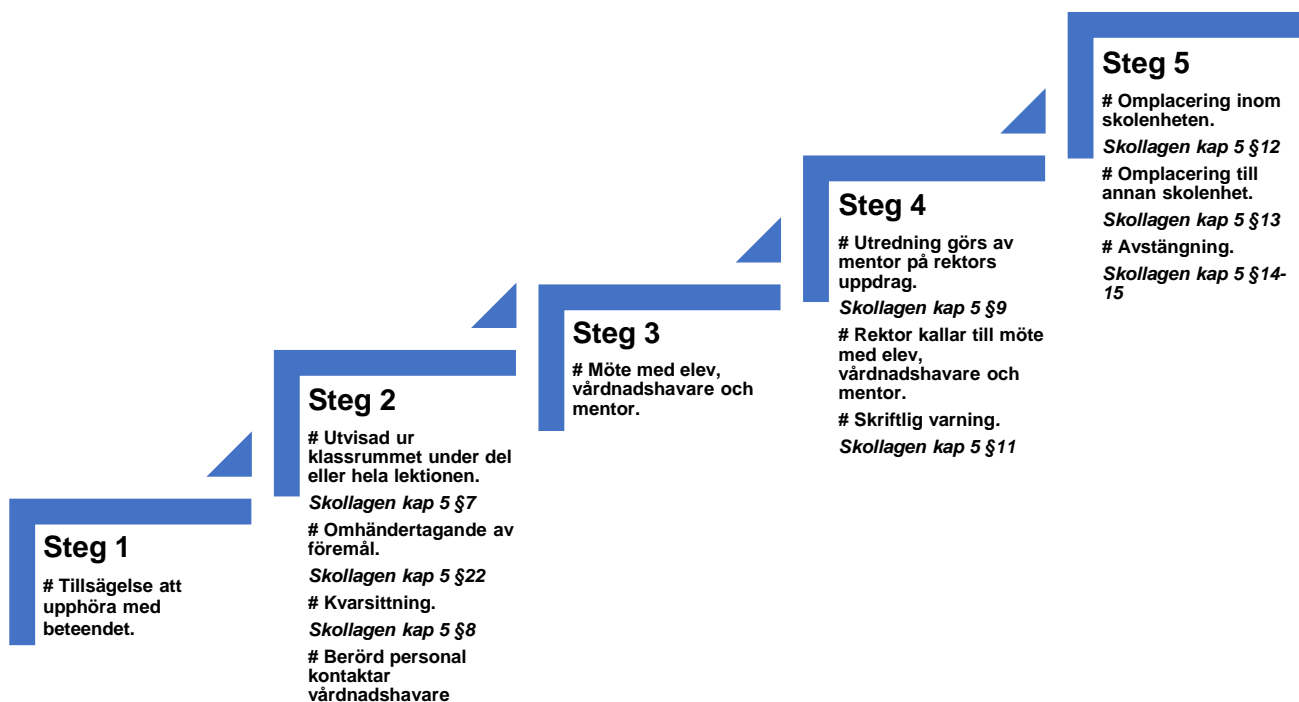 Steg 1
# Tillsägelse att
upphöra med
beteendet.
Steg 2
# Utvisad ur
klassrummet under del
eller hela lektionen.
Skollagen kap 5 §7
# Omhändertagande av
föremål.
Skollagen kap 5 §22
# Kvarsittning.
Skollagen kap 5 §8
# Berörd personal
kontaktar
vårdnadshavare
Steg 3
# Möte med elev,
vårdnadshavare och
mentor.
Steg 4
# Utredning görs av
mentor på rektors
uppdrag.
Skollagen kap 5 §9
# Rektor kallar till möte
med elev,
vårdnadshavare och
mentor.
# Skriftlig varning.
Skollagen kap 5 §11
Steg 5
# Omplacering inom
skolenheten.
Skollagen kap 5 §12
# Omplacering till
annan skolenhet.
Skollagen kap 5 §13
# Avstängning.
Skollagen kap 5 §14-
15